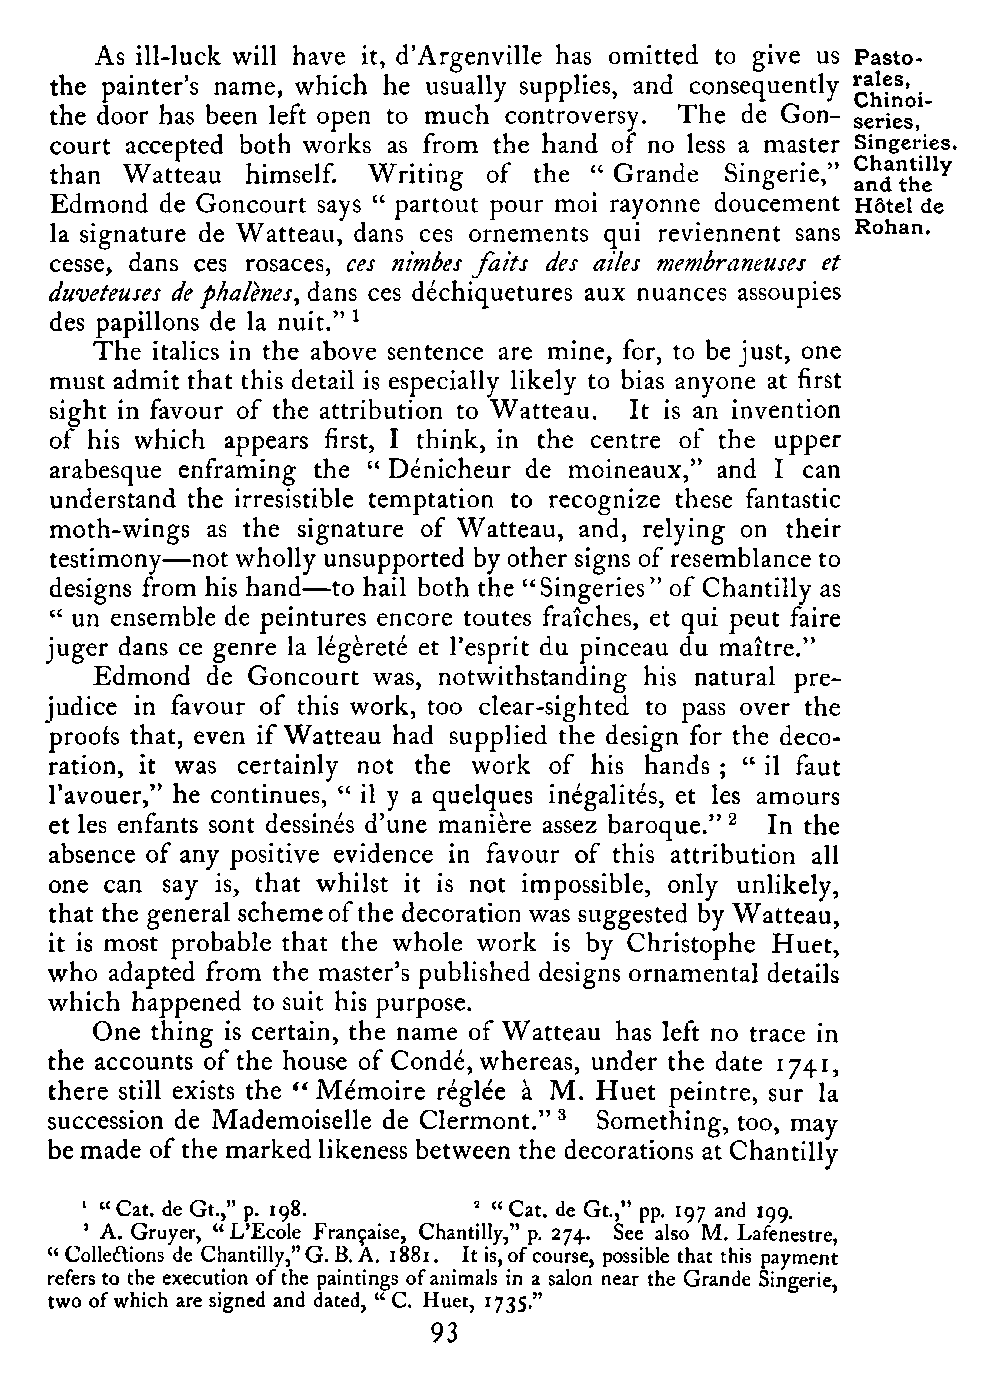 As ill-luck will have it, d'Argenville has omitted to give us
the painter's name, which he usually supplies, and consequently
the door has been left open to much controversy. The de Gon-
court accepted both works as from the hand of no less a master
than Watteau himself. Writing of the “ Grande Singerie,”
Edmond de Goncourt says “ partout pour moi rayonne doucement
la signature de Watteau, dans ces ornements qui reviennent sans
cesse, dans ces rosaces, ces nimbes faits des ailes membraneuses et
duveteuses de phalènes, dans ces déchiquetures aux nuances assoupies
des papillons de la nuit.” ¹
Pasto-
rales,
Chinoi-
series,
Singeries.
Chantilly
and the
Hôtel de
Rohan.
The italics in the above sentence are mine, for, to be just, one
must admit that this detail is especially likely to bias anyone at first
sight in favour of the attribution to Watteau. It is an invention
of his which appears first, I think, in the centre of the upper
arabesque enframing the “ Dénicheur de moineaux,” and I can
understand the irresistible temptation to recognize these fantastic
moth-wings as the signature of Watteau, and, relying on their
testimony—not wholly unsupported by other signs of resemblance to
designs from his hand—to hail both the “Singeries” of Chantilly as
“ un ensemble de peintures encore toutes fraîches, et qui peut faire
juger dans ce genre la légèreté et l'esprit du pinceau du maître.”
Edmond de Goncourt was, notwithstanding his natural pre-
judice in favour of this work, too clear-sighted to pass over the
proofs that, even if Watteau had supplied the design for the deco-
ration, it was certainly not the work of his hands ; “ il faut
l'avouer,” he continues, “ il y a quelques inégalités, et les amours
et les enfants sont dessinés d'une manière assez baroque.” ² In the
absence of any positive evidence in favour of this attribution all
one can say is, that whilst it is not impossible, only unlikely,
that the general scheme of the decoration was suggested by Watteau,
it is most probable that the whole work is by Christophe Huet,
who adapted from the master's published designs ornamental details
which happened to suit his purpose.
One thing is certain, the name of Watteau has left no trace in
the accounts of the house of Condé, whereas, under the date 1741,
there still exists the “ Mémoire réglée à M. Huet peintre, sur la
succession de Mademoiselle de Clermont.” ³ Something, too, may
be made of the marked likeness between the decorations at Chantilly
¹ “ Cat. de Gt.,” p. 198. ² “ Cat. de Gt.,” pp. 197 and 199.
³ A. Gruyer, “ L'Ecole Française, Chantilly,” p. 274. See also M. Lafenestre,
“ Collections de Chantilly,” G. B. A. 1881. It is, of course, possible that this payment
refers to the execution of the paintings of animals in a salon near the Grande Singerie,
two of which are signed and dated, “ C. Huet, 1735.”
93